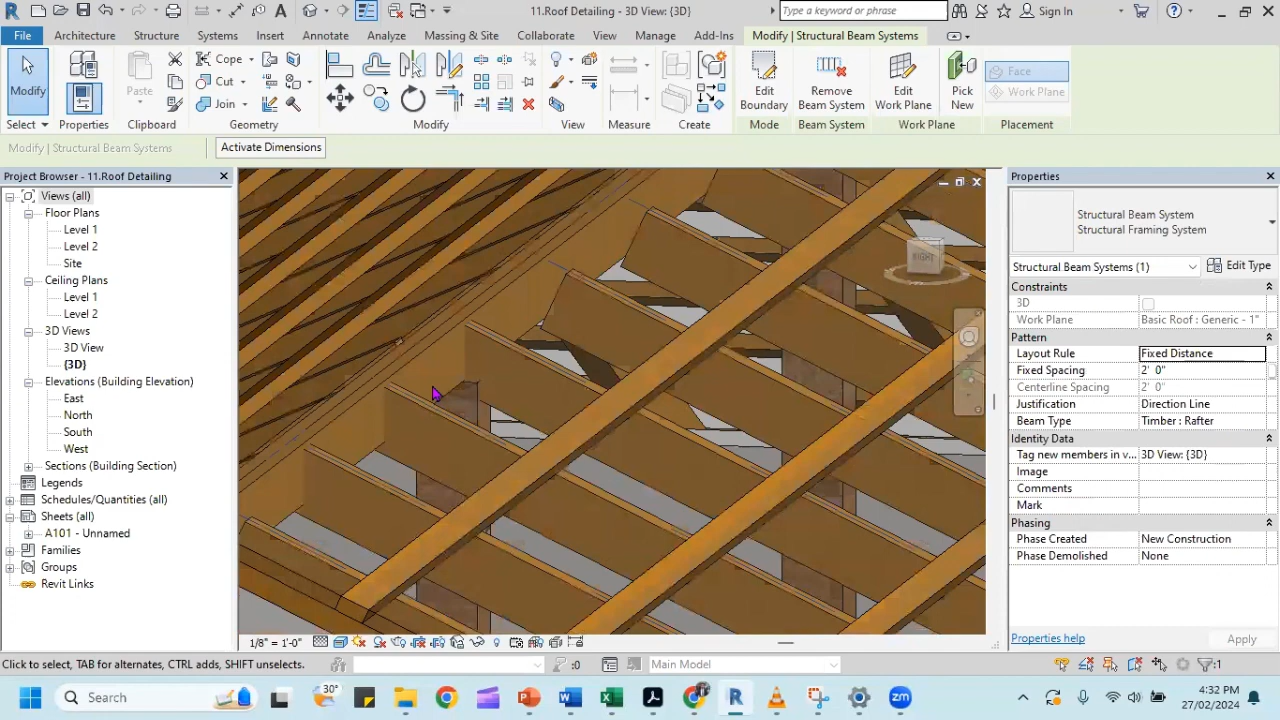 11.Roof Detailing - 3D View: {3D}
Type a keyword or phrase
Sign In
File
Architecture
Structure
Systems
Insert
Annotate
Analyze
Massing & Site
Collaborate
View
Manage
Add-Ins
Modify | Structural Beam Systems
Modify
Paste
Cope
Cut
Join
Edit
Boundary
Remove
Beam System
Edit
Work Plane
Pick
New
Face
Work Plane
Select
Properties
Clipboard
Geometry
Modify
View
Measure
Create
Mode
Beam System
Work Plane
Placement
Modify | Structural Beam Systems
Activate Dimensions
Project Browser - 11.Roof Detailing
Views (all)
Floor Plans
Level 1
Level 2
Site
Ceiling Plans
Level 1
Level 2
3D Views
3D View
{3D}
Elevations (Building Elevation)
East
North
South
West
Sections (Building Section)
Legends
Schedules/Quantities (all)
Sheets (all)
A101 - Unnamed
Families
Groups
Revit Links
RIGHT
Properties
Structural Beam System
Structural Framing System
Structural Beam Systems (1)
Edit Type
Constraints
3D
Work Plane Basic Roof : Generic - 1"
Pattern
Layout Rule Fixed Distance
Fixed Spacing 2' 0"
Centerline Spacing 2' 0"
Justification Direction Line
Beam Type Timber : Rafter
Identity Data
Tag new members in v... 3D View: {3D}
Image
Comments
Mark
Phasing
Phase Created New Construction
Phase Demolished None
Properties help
Apply
1/8" = 1'-0"
Click to select, TAB for alternates, CTRL adds, SHIFT unselects.
:0
Main Model
:1
Search
30°
4:32 PM
27/02/2024